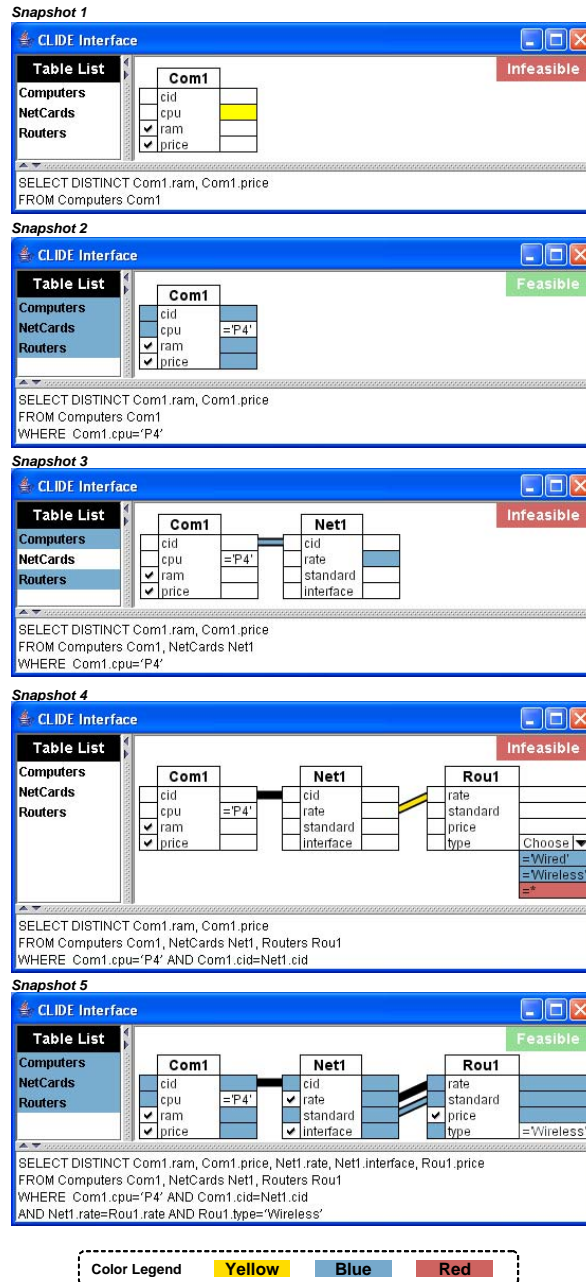 Snapshot 1
CLIDE Interface
Table List
Computers
NetCards
Routers
Com1
cid
cpu
ram
price
Infeasible
SELECT DISTINCT Com1.ram, Com1.price
FROM Computers Com1
Snapshot 2
CLIDE Interface
Table List
Computers
NetCards
Routers
Com1
cid
cpu ='P4'
ram
price
Feasible
SELECT DISTINCT Com1.ram, Com1.price
FROM Computers Com1
WHERE Com1.cpu='P4'
Snapshot 3
CLIDE Interface
Table List
Computers
NetCards
Routers
Com1
cid
cpu ='P4'
ram
price
Net1
cid
rate
standard
interface
Infeasible
SELECT DISTINCT Com1.ram, Com1.price
FROM Computers Com1, NetCards Net1
WHERE Com1.cpu='P4'
Snapshot 4
CLIDE Interface
Table List
Computers
NetCards
Routers
Com1
cid
cpu ='P4'
ram
price
Net1
cid
rate
standard
interface
Rou1
rate
standard
price
type Choose
='Wired'
='Wireless'
=*
Infeasible
SELECT DISTINCT Com1.ram, Com1.price
FROM Computers Com1, NetCards Net1, Routers Rou1
WHERE Com1.cpu='P4' AND Com1.cid=Net1.cid
Snapshot 5
CLIDE Interface
Table List
Computers
NetCards
Routers
Com1
cid
cpu ='P4'
ram
price
Net1
cid
rate
standard
interface
Rou1
rate
standard
price
type ='Wireless'
Feasible
SELECT DISTINCT Com1.ram, Com1.price, Net1.rate, Net1.interface, Rou1.price
FROM Computers Com1, NetCards Net1, Routers Rou1
WHERE Com1.cpu='P4' AND Com1.cid=Net1.cid
AND Net1.rate=Rou1.rate AND Rou1.type='Wireless'
Color Legend Yellow Blue Red